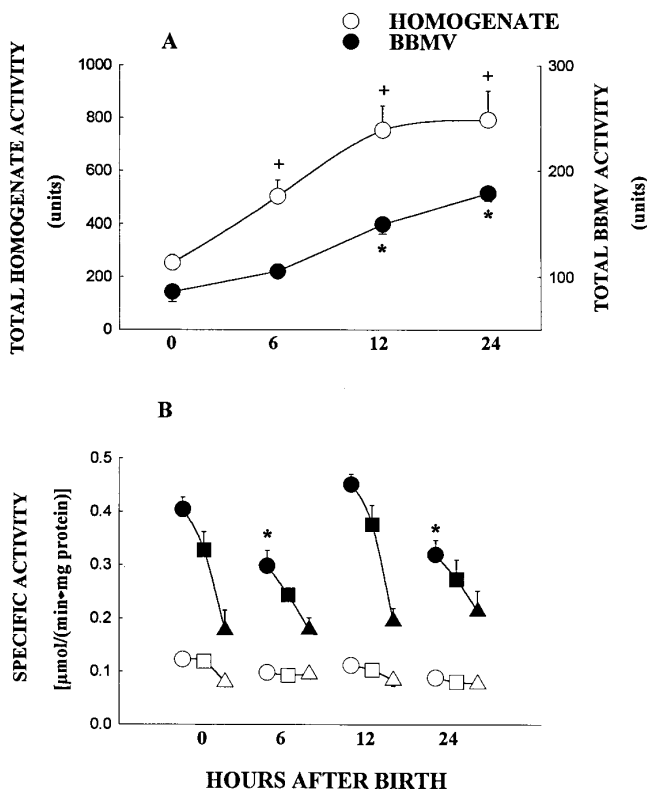 HOMOGENATE
BBMV
A
TOTAL HOMOGENATE ACTIVITY
(units)
1000
800
600
400
200
0
+
+
+
*
*
300
200
100
TOTAL BBMV ACTIVITY
(units)
0 6 12 24
B
SPECIFIC ACTIVITY
[µmol/(min•mg protein)]
0.5
0.4
0.3
0.2
0.1
0.0
*
*
0 6 12 24
HOURS AFTER BIRTH